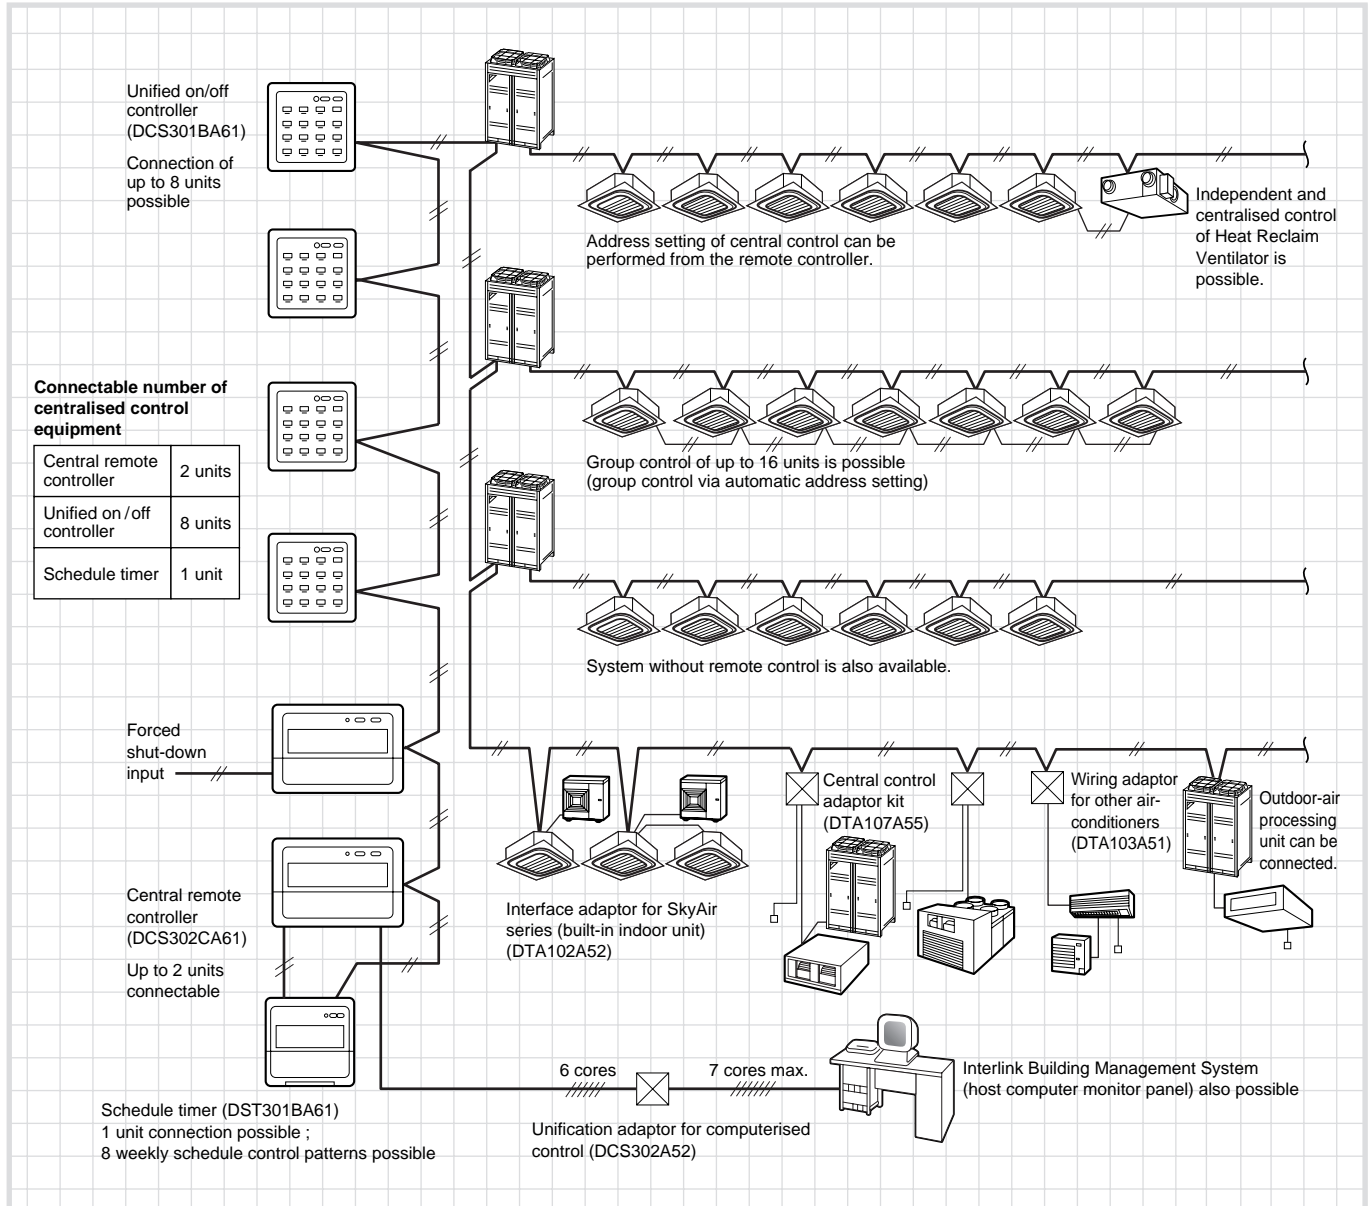 Unified on/off
controller
(DCS301BA61)
Connection of
up to 8 units
possible
Independent and
centralised control
of Heat Reclaim
Ventilator is
possible.
Address setting of central control can be
performed from the remote controller.
Connectable number of
centralised control
equipment
Central remote
controller
2 units
Unified on/off
controller
8 units
Schedule timer
1 unit
Group control of up to 16 units is possible
(group control via automatic address setting)
System without remote control is also available.
Forced
shut-down
input
Central control
adaptor kit
(DTA107A55)
Wiring adaptor
for other air-
conditioners
(DTA103A51)
Outdoor-air
processing
unit can be
connected.
Central remote
controller
(DCS302CA61)
Up to 2 units
connectable
Interface adaptor for SkyAir
series (built-in indoor unit)
(DTA102A52)
6 cores
7 cores max.
Interlink Building Management System
(host computer monitor panel) also possible
Schedule timer (DST301BA61)
1 unit connection possible ;
8 weekly schedule control patterns possible
Unification adaptor for computerised
control (DCS302A52)